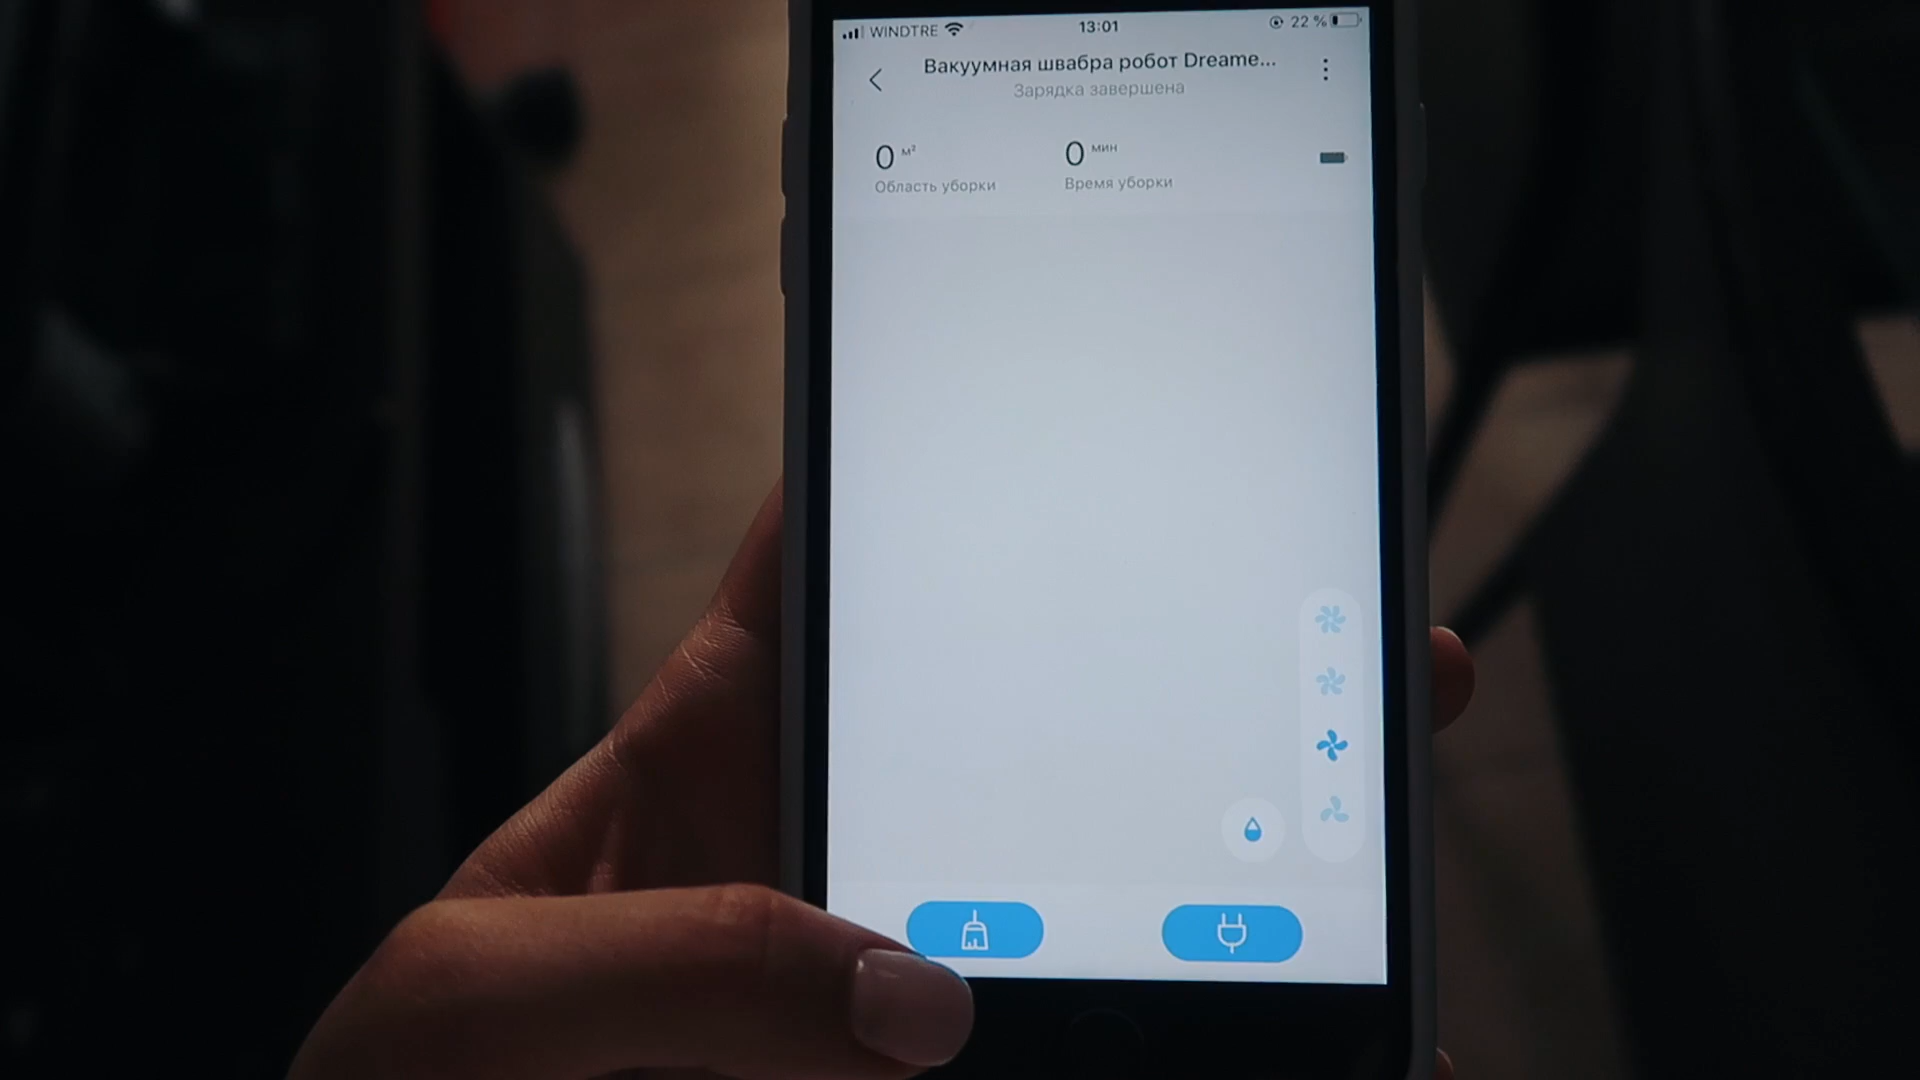 WINDTRE 13:01 22 %
Вакуумная швабра робот Dreame...
Зарядка завершена
0 м² 0 мин
Область уборки Время уборки